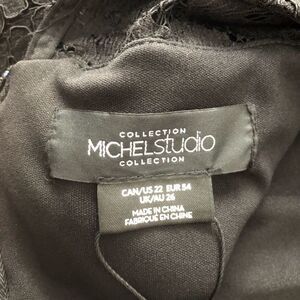 COLLECTION
MICHELstudio
COLLECTION
CAN/US 22 EUR 54
UK/AU 26
MADE IN CHINA
FABRIQUÉ EN CHINE